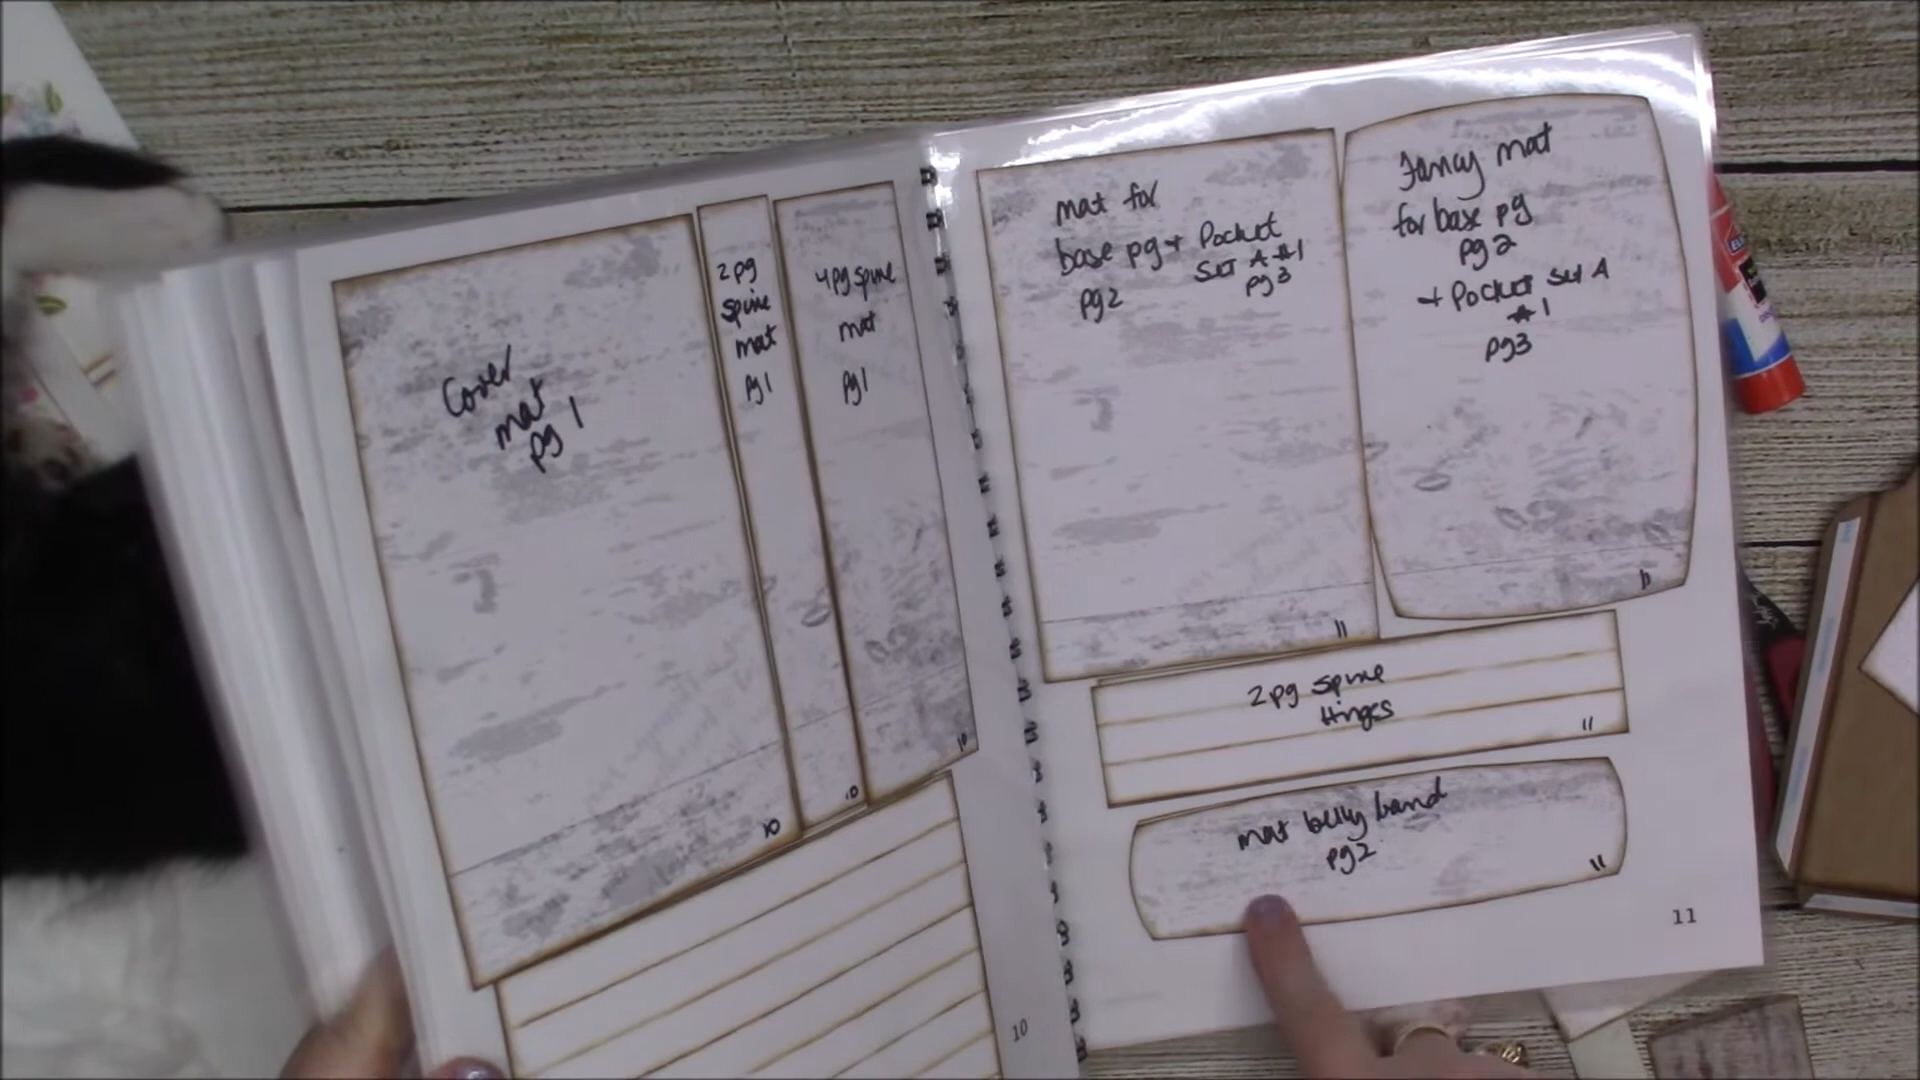 Cover
mat
pg 1
10
2pg
spine
mat
pg1
10
4pg spine
mat
pg1
10
10
mat for
base pg + Pocket
Set A #1
pg2
pg3
11
Fancy mat
for base pg
pg2
+ Pocket Set A
#1
pg3
11
2pg spine
Hinges
11
mat belly band
pg2
11
11